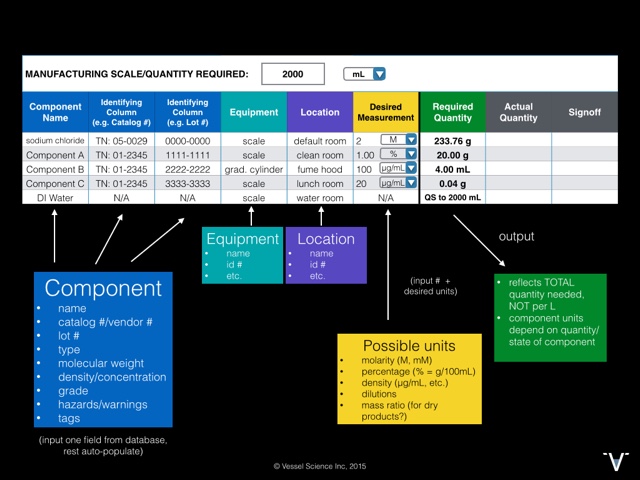 MANUFACTURING SCALE/QUANTITY REQUIRED: 2000 mL
Component Name Identifying Column (e.g. Catalog #) Identifying Column (e.g. Lot #) Equipment Location Desired Measurement Required Quantity Actual Quantity Signoff
sodium chloride TN: 05-0029 0000-0000 scale default room 2 M 233.76 g
Component A TN: 01-2345 1111-1111 scale clean room 1.00 % 20.00 g
Component B TN: 01-2345 2222-2222 grad. cylinder fume hood 100 µg/mL 4.00 mL
Component C TN: 01-2345 3333-3333 scale lunch room 20 µg/mL 0.04 g
DI Water N/A N/A scale water room N/A QS to 2000 mL
Equipment
• name
• id #
• etc.
Location
• name
• id #
• etc.
output
Component
• name
• catalog #/vendor #
• lot #
• type
• molecular weight
• density/concentration
• grade
• hazards/warnings
• tags
(input one field from database,
rest auto-populate)
(input # +
desired units)
• reflects TOTAL
quantity needed,
NOT per L
• component units
depend on quantity/
state of component
Possible units
• molarity (M, mM)
• percentage (% = g/100mL)
• density (µg/mL, etc.)
• dilutions
• mass ratio (for dry
products?)
© Vessel Science Inc, 2015
V